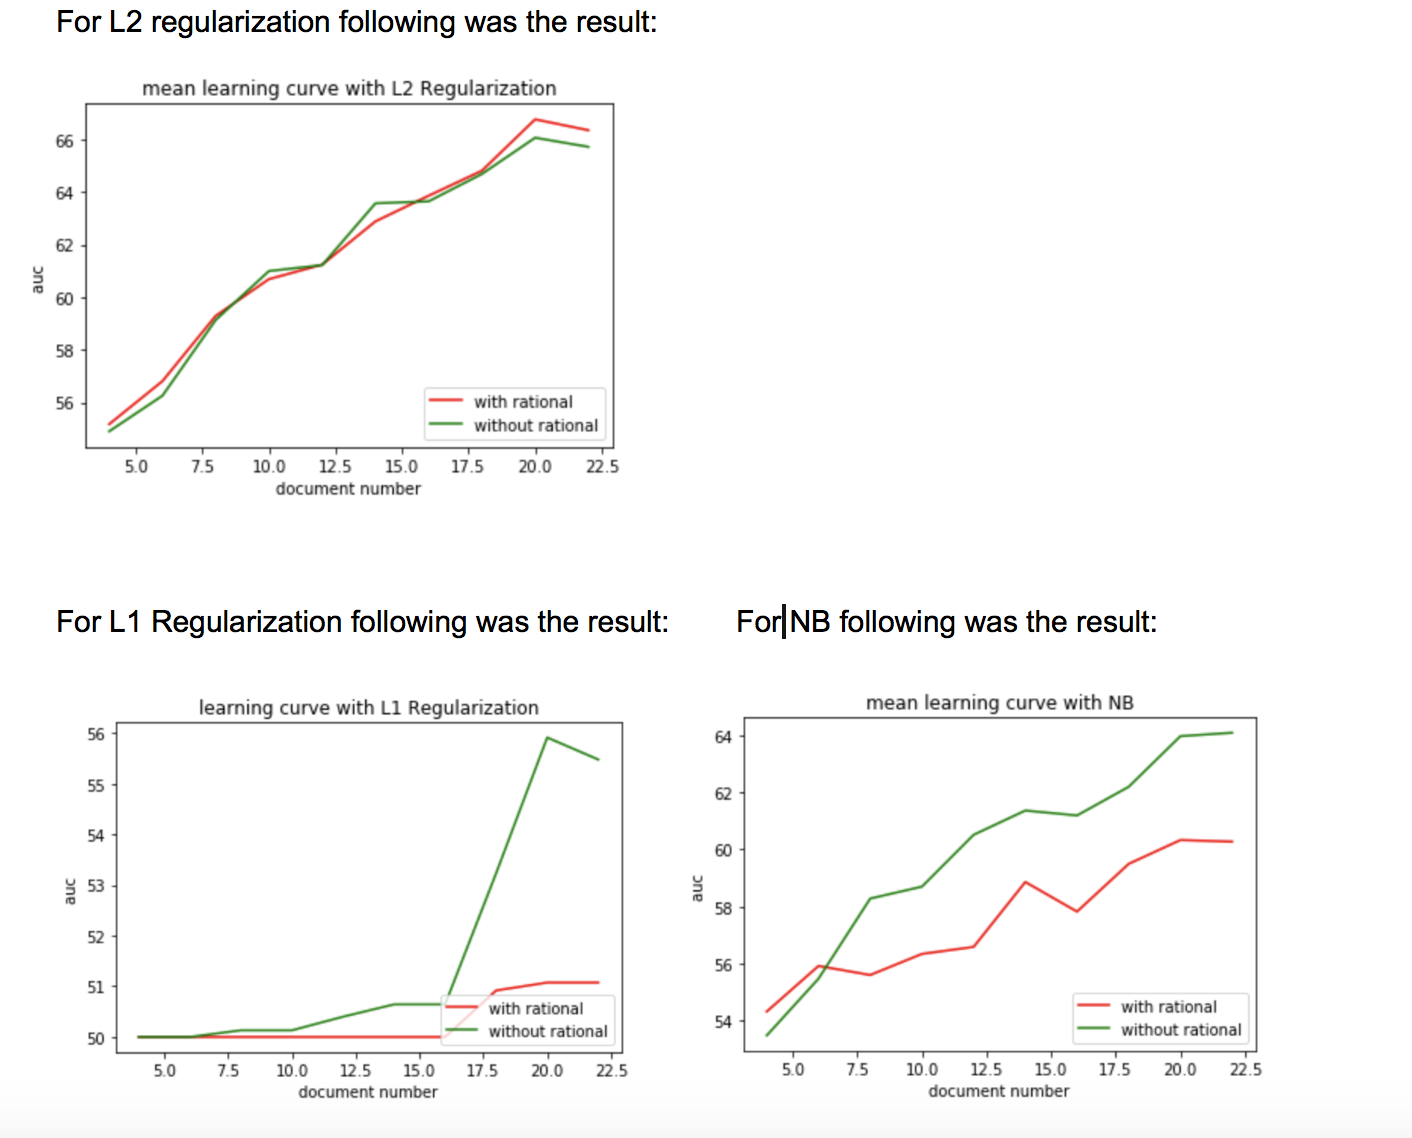 For L2 regularization following was the result:
mean learning curve with L2 Regularization
66
64
62
60
58
56
auc
with rational
without rational
5.0 7.5 10.0 12.5 15.0 17.5 20.0 22.5
document number
For L1 Regularization following was the result:
learning curve with L1 Regularization
56
55
54
53
52
51
50
auc
with rational
without rational
5.0 7.5 10.0 12.5 15.0 17.5 20.0 22.5
document number
For NB following was the result:
mean learning curve with NB
64
62
60
58
56
54
auc
with rational
without rational
5.0 7.5 10.0 12.5 15.0 17.5 20.0 22.5
document number